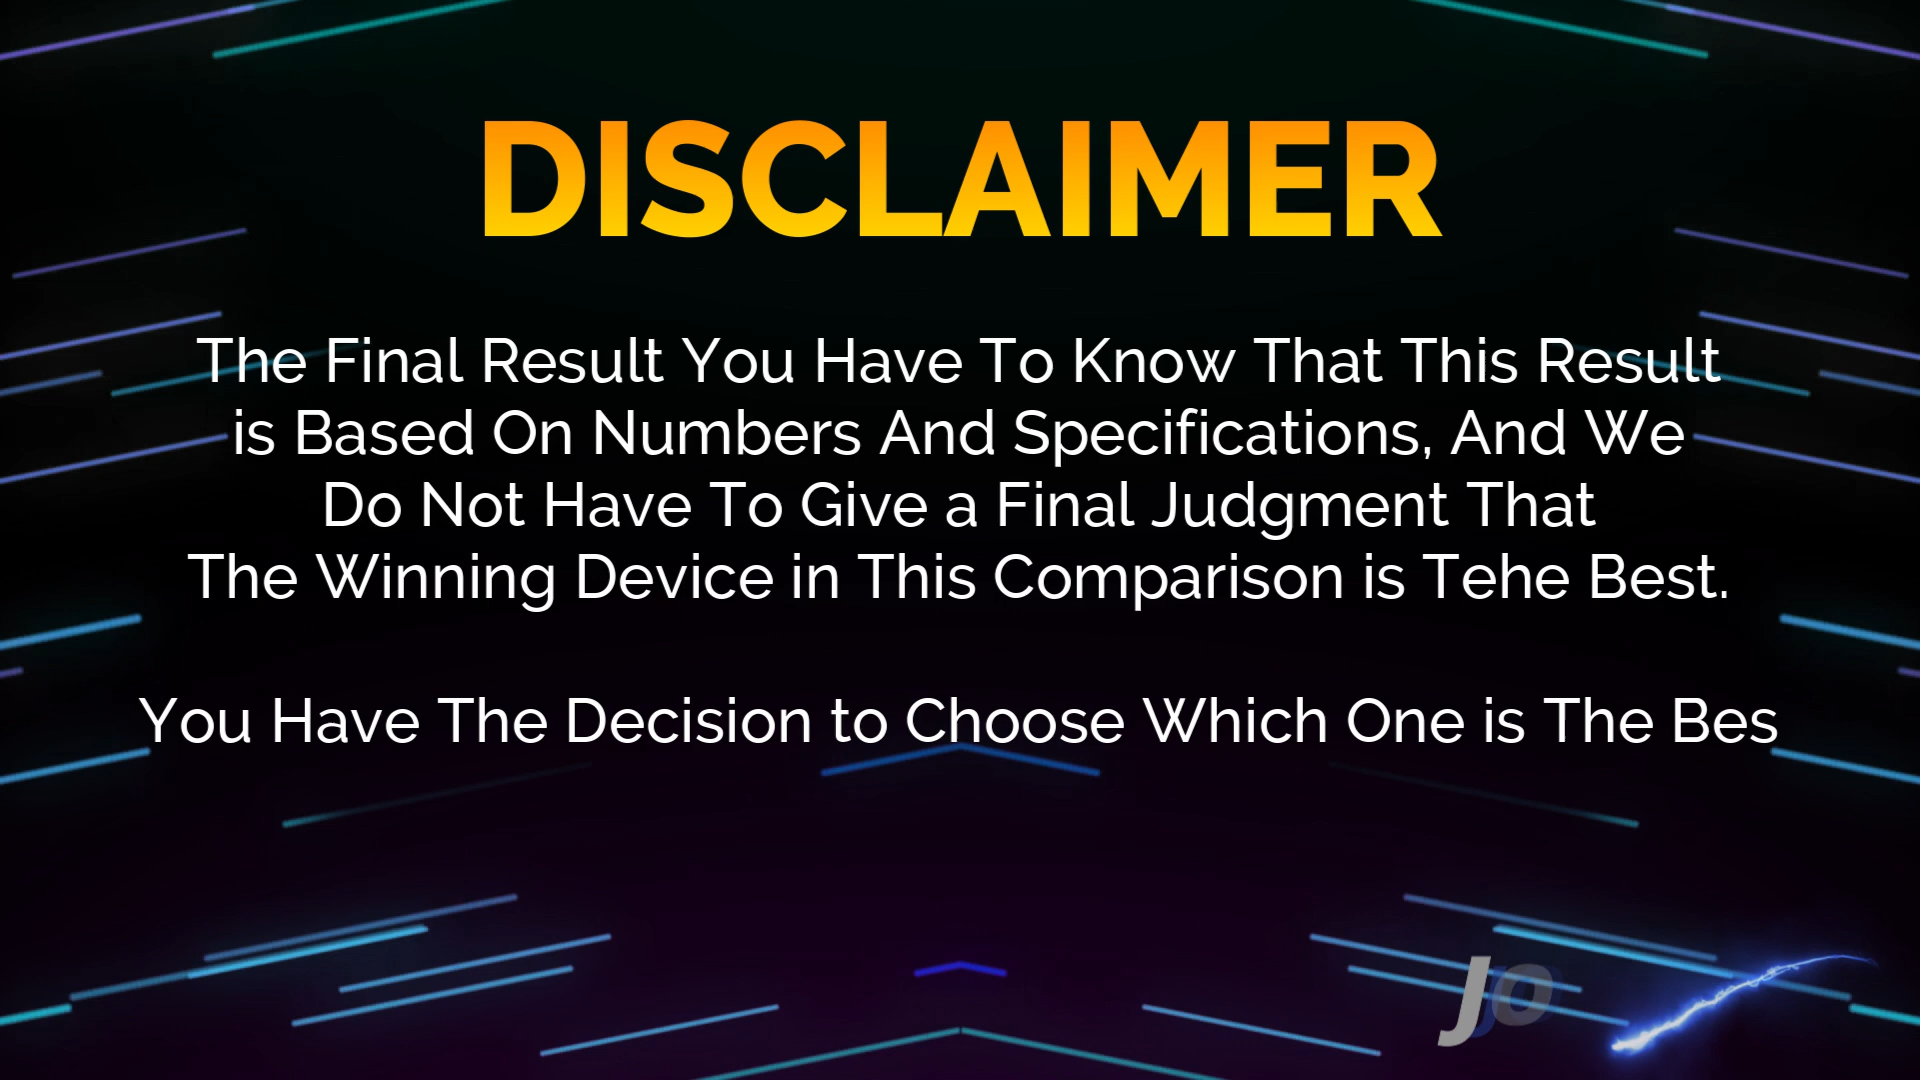 DISCLAIMER
The Final Result You Have To Know That This Result
is Based On Numbers And Specifications, And We
Do Not Have To Give a Final Judgment That
The Winning Device in This Comparison is Tehe Best.
You Have The Decision to Choose Which One is The Bes
Jo